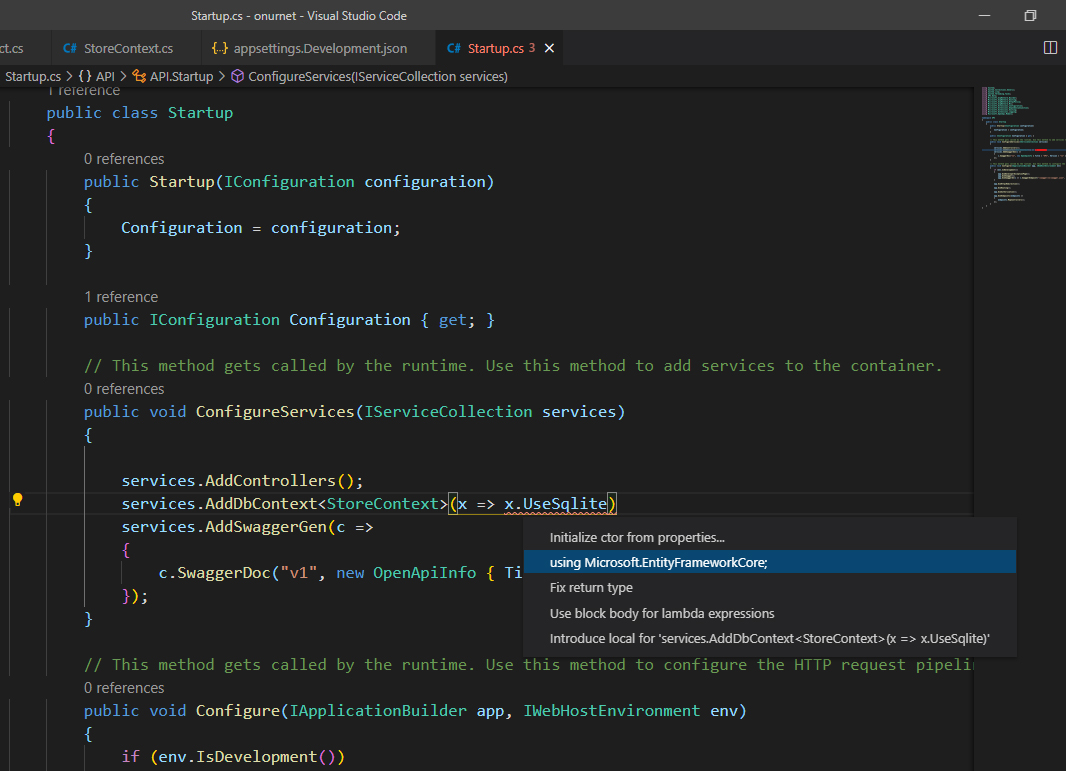 Startup.cs - onurnet - Visual Studio Code
ct.cs
C# StoreContext.cs
{..} appsettings.Development.json
C# Startup.cs 3
Startup.cs > {} API > API.Startup > ConfigureServices(IServiceCollection services)
1 reference
public class Startup
{
0 references
public Startup(IConfiguration configuration)
{
Configuration = configuration;
}
1 reference
public IConfiguration Configuration { get; }
// This method gets called by the runtime. Use this method to add services to the container.
0 references
public void ConfigureServices(IServiceCollection services)
{
services.AddControllers();
services.AddDbContext<StoreContext>(x => x.UseSqlite)
services.AddSwaggerGen(c =>
{
c.SwaggerDoc("v1", new OpenApiInfo { Ti
});
}
Initialize ctor from properties...
using Microsoft.EntityFrameworkCore;
Fix return type
Use block body for lambda expressions
Introduce local for 'services.AddDbContext<StoreContext>(x => x.UseSqlite)'
// This method gets called by the runtime. Use this method to configure the HTTP request pipeli
0 references
public void Configure(IApplicationBuilder app, IWebHostEnvironment env)
{
if (env.IsDevelopment())